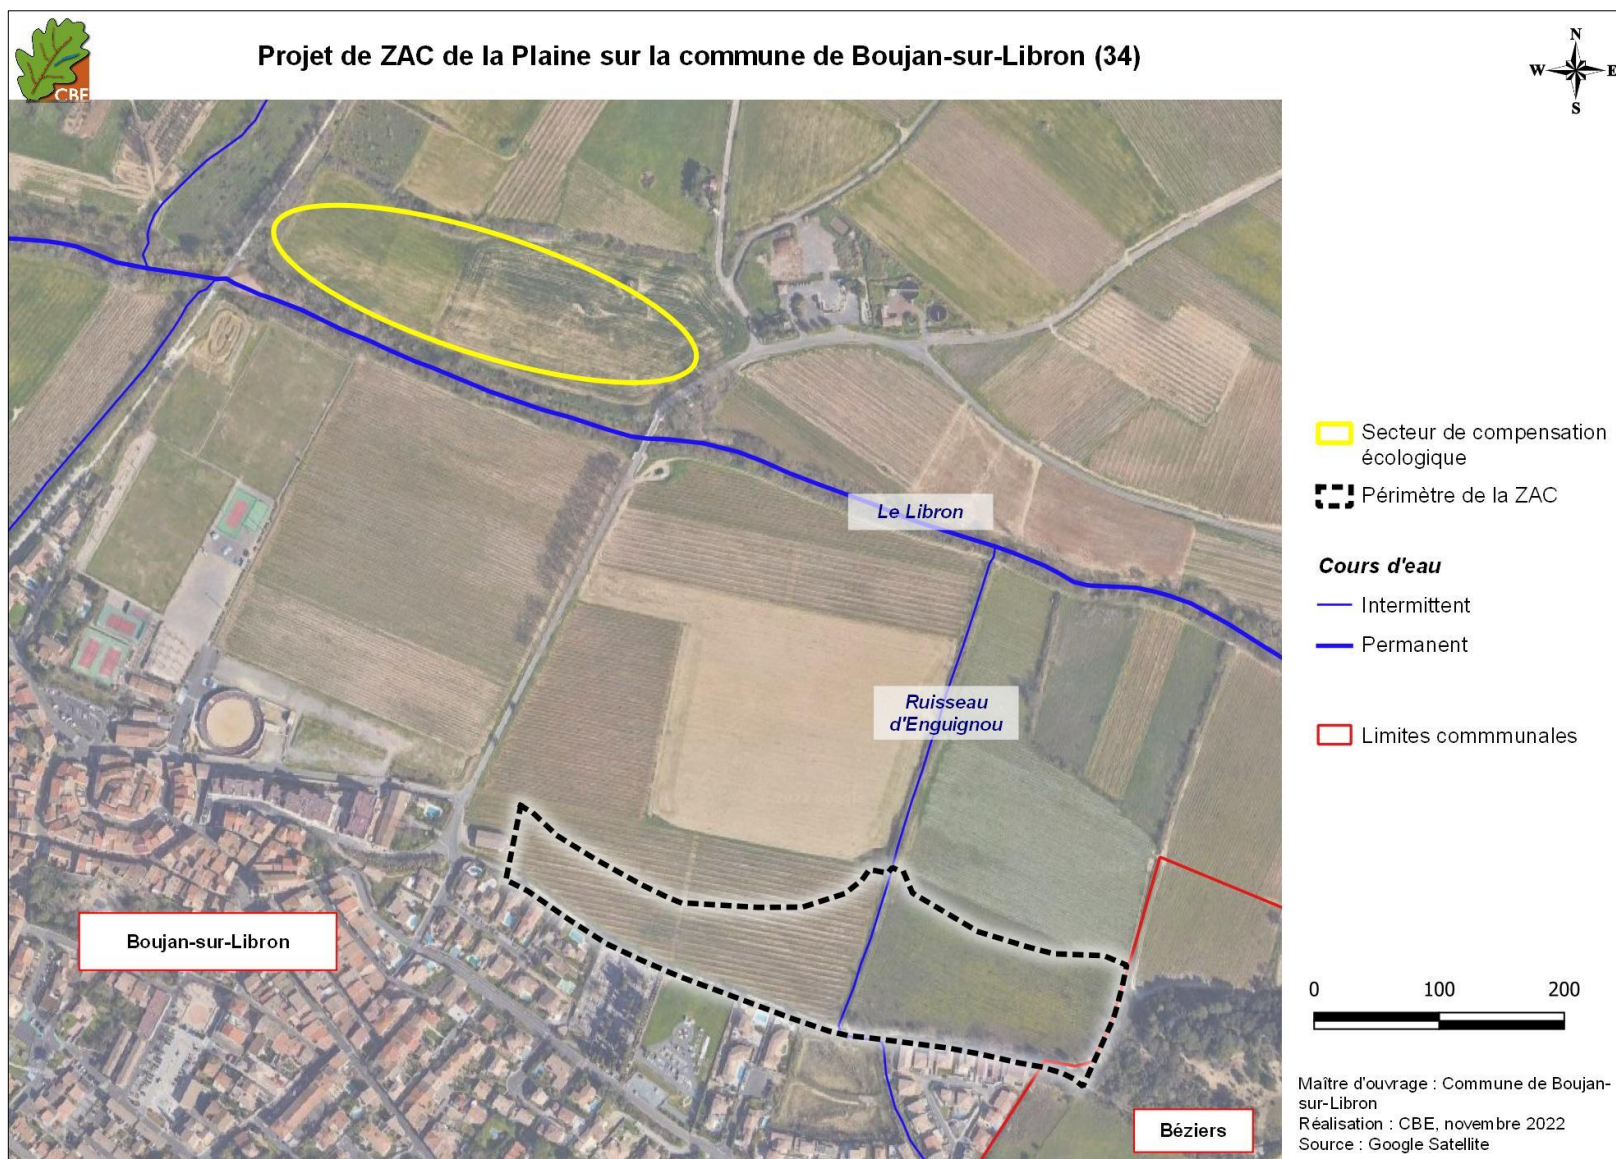 CBE
Projet de ZAC de la Plaine sur la commune de Boujan-sur-Libron (34)
N
W
E
S
Le Libron
Ruisseau
d'Enguignou
Boujan-sur-Libron
Béziers
Secteur de compensation
écologique
Périmètre de la ZAC
Cours d'eau
Intermittent
Permanent
Limites commmunales
0 100 200
Maître d'ouvrage : Commune de Boujan-
sur-Libron
Réalisation : CBE, novembre 2022
Source : Google Satellite